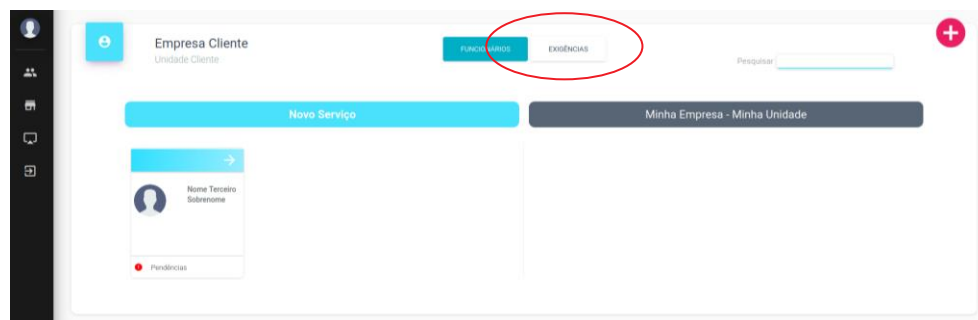 Empresa Cliente
Unidade Cliente
FUNCIONÁRIOS
EXIGÊNCIAS
Pesquisar
Novo Serviço
Minha Empresa - Minha Unidade
Nome Terceiro
Sobrenome
Pendências